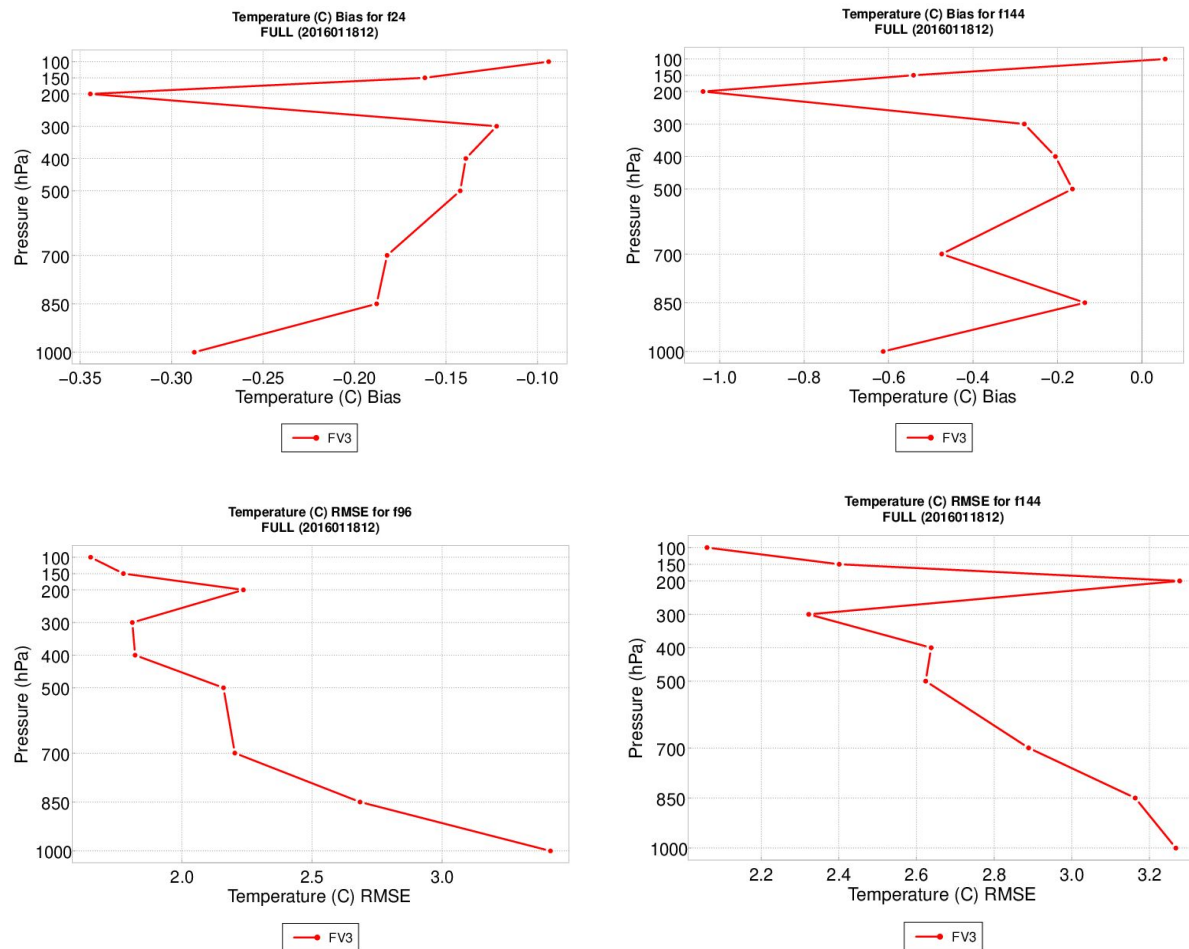 Temperature (C) Bias for f24
FULL (2016011812)
100
150
200
300
400
500
700
850
1000
Pressure (hPa)
−0.35 −0.30 −0.25 −0.20 −0.15 −0.10
Temperature (C) Bias
FV3
Temperature (C) Bias for f144
FULL (2016011812)
100
150
200
300
400
500
700
850
1000
Pressure (hPa)
−1.0 −0.8 −0.6 −0.4 −0.2 0.0
Temperature (C) Bias
FV3
Temperature (C) RMSE for f96
FULL (2016011812)
100
150
200
300
400
500
700
850
1000
Pressure (hPa)
2.0 2.5 3.0
Temperature (C) RMSE
FV3
Temperature (C) RMSE for f144
FULL (2016011812)
100
150
200
300
400
500
700
850
1000
Pressure (hPa)
2.2 2.4 2.6 2.8 3.0 3.2
Temperature (C) RMSE
FV3